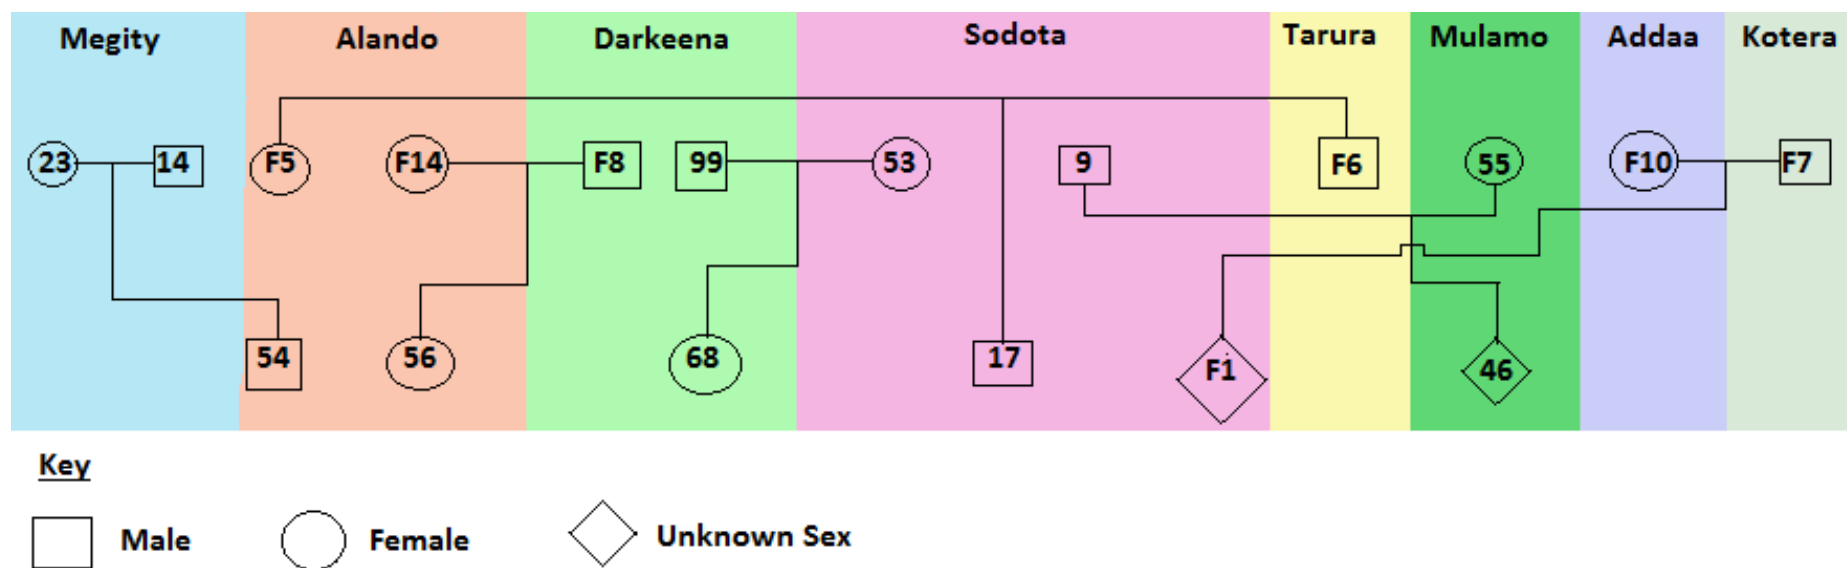 Megity Alando Darkeena Sodota Tarura Mulamo Addaa Kotera
23 14 F5 F14 F8 99 53 9 F6 55 F10 F7
54 56 68 17 F1 46
Key
Male Female Unknown Sex